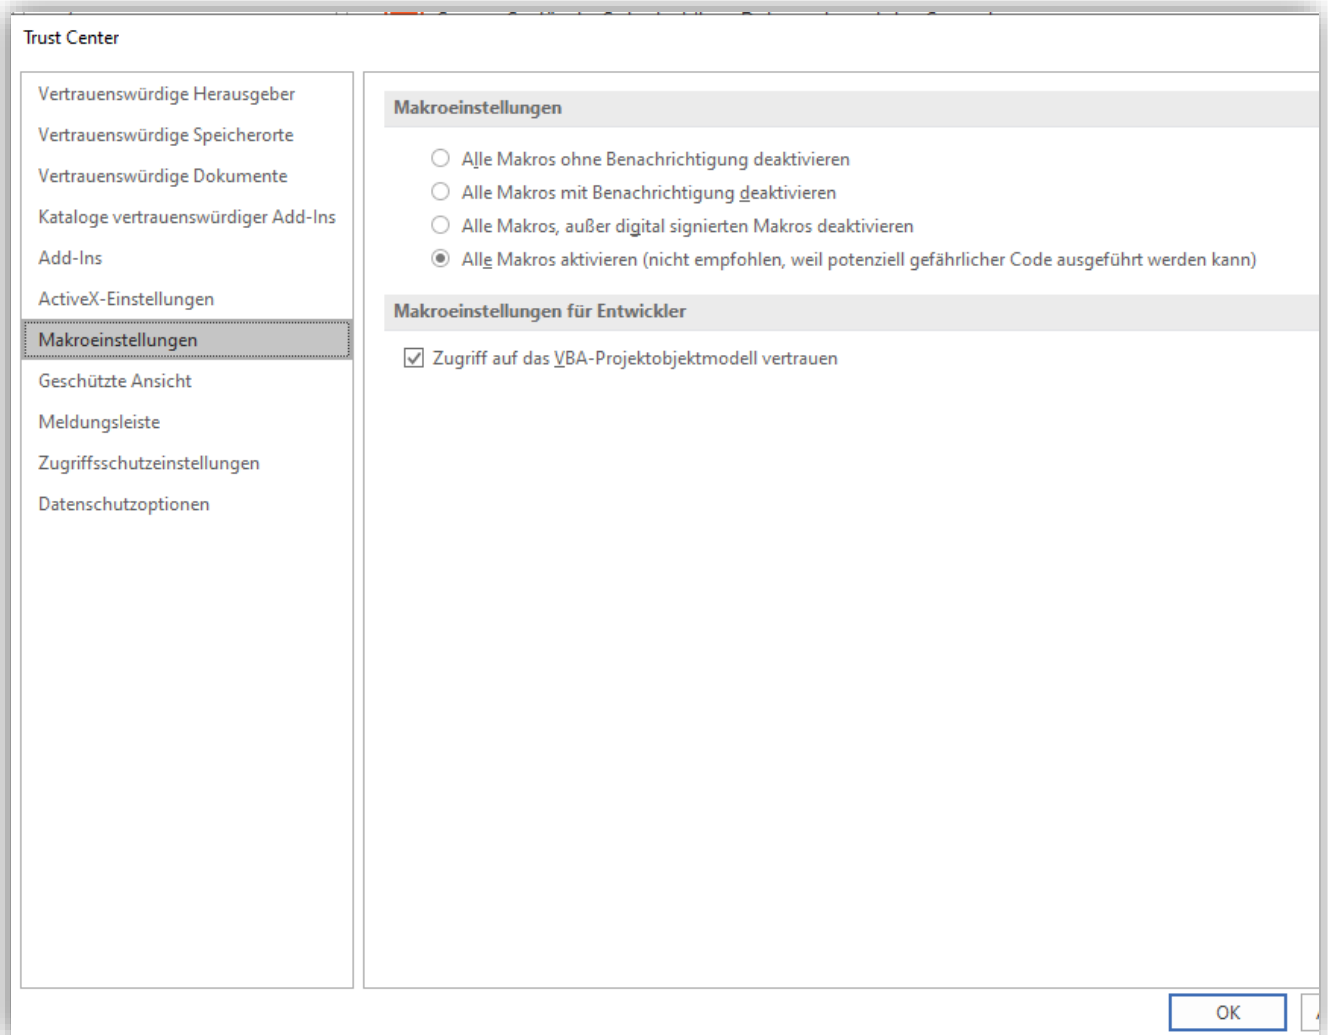 Trust Center
Vertrauenswürdige Herausgeber
Vertrauenswürdige Speicherorte
Vertrauenswürdige Dokumente
Kataloge vertrauenswürdiger Add-Ins
Add-Ins
ActiveX-Einstellungen
Makroeinstellungen
Geschützte Ansicht
Meldungsleiste
Zugriffsschutzeinstellungen
Datenschutzoptionen
Makroeinstellungen
Alle Makros ohne Benachrichtigung deaktivieren
Alle Makros mit Benachrichtigung deaktivieren
Alle Makros, außer digital signierten Makros deaktivieren
Alle Makros aktivieren (nicht empfohlen, weil potenziell gefährlicher Code ausgeführt werden kann)
Makroeinstellungen für Entwickler
Zugriff auf das VBA-Projektobjektmodell vertrauen
OK